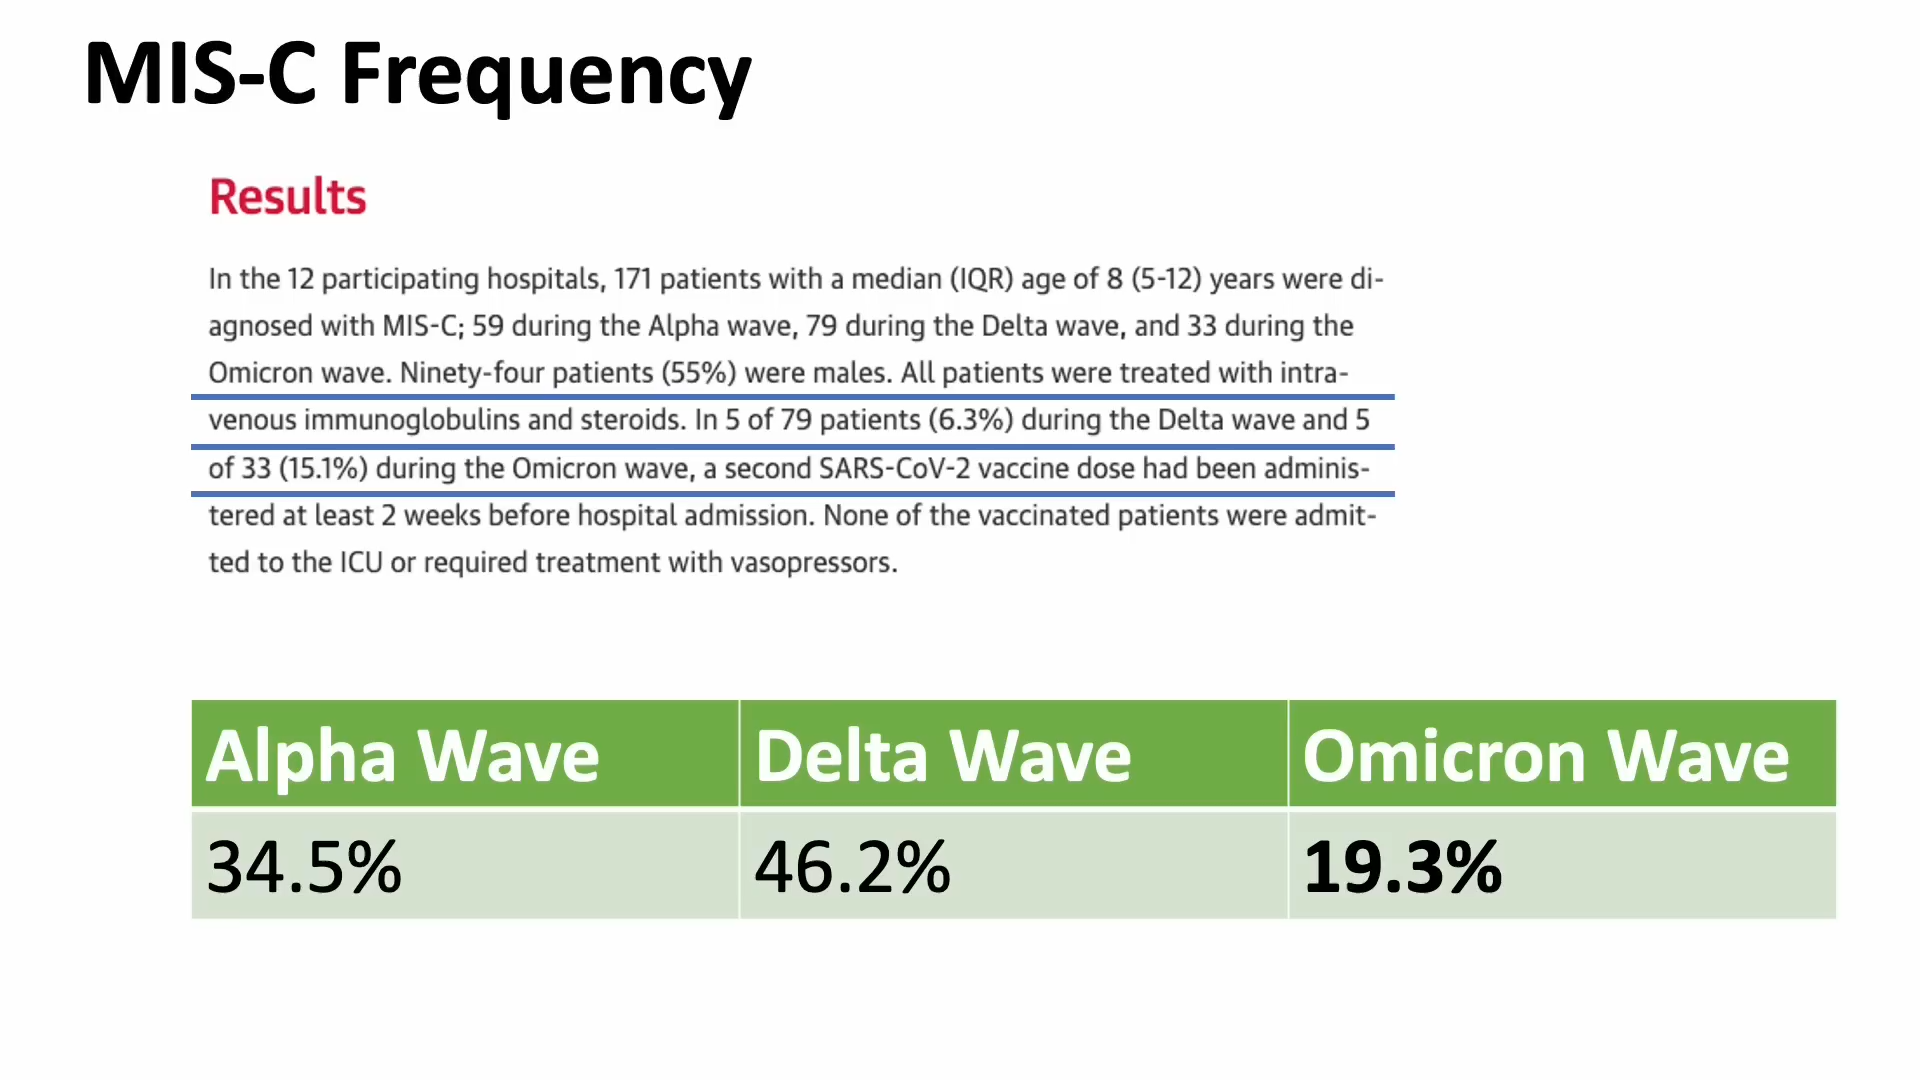 MIS-C Frequency
Results
In the 12 participating hospitals, 171 patients with a median (IQR) age of 8 (5-12) years were di-
agnosed with MIS-C; 59 during the Alpha wave, 79 during the Delta wave, and 33 during the
Omicron wave. Ninety-four patients (55%) were males. All patients were treated with intra-
venous immunoglobulins and steroids. In 5 of 79 patients (6.3%) during the Delta wave and 5
of 33 (15.1%) during the Omicron wave, a second SARS-CoV-2 vaccine dose had been adminis-
tered at least 2 weeks before hospital admission. None of the vaccinated patients were admit-
ted to the ICU or required treatment with vasopressors.
Alpha Wave Delta Wave Omicron Wave
34.5% 46.2% 19.3%